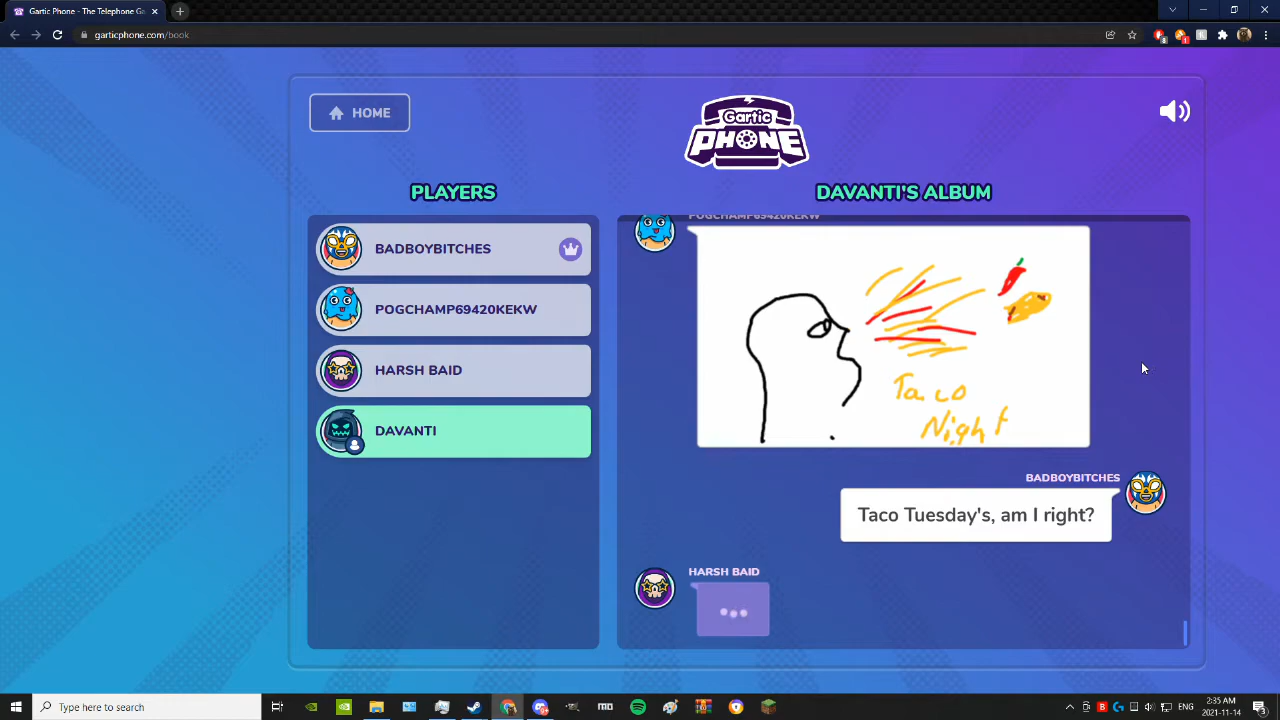 Gartic Phone - The Telephone Ga
garticphone.com/book
8
1
HOME
Gartic
PHONE
PLAYERS
DAVANTI'S ALBUM
BADBOYBITCHES
POGCHAMP69420KEKW
HARSH BAID
DAVANTI
POGCHAMP69420KEKW
Taco
Night
BADBOYBITCHES
Taco Tuesday's, am I right?
HARSH BAID
Type here to search
ENG
2:35 AM
2021-11-14